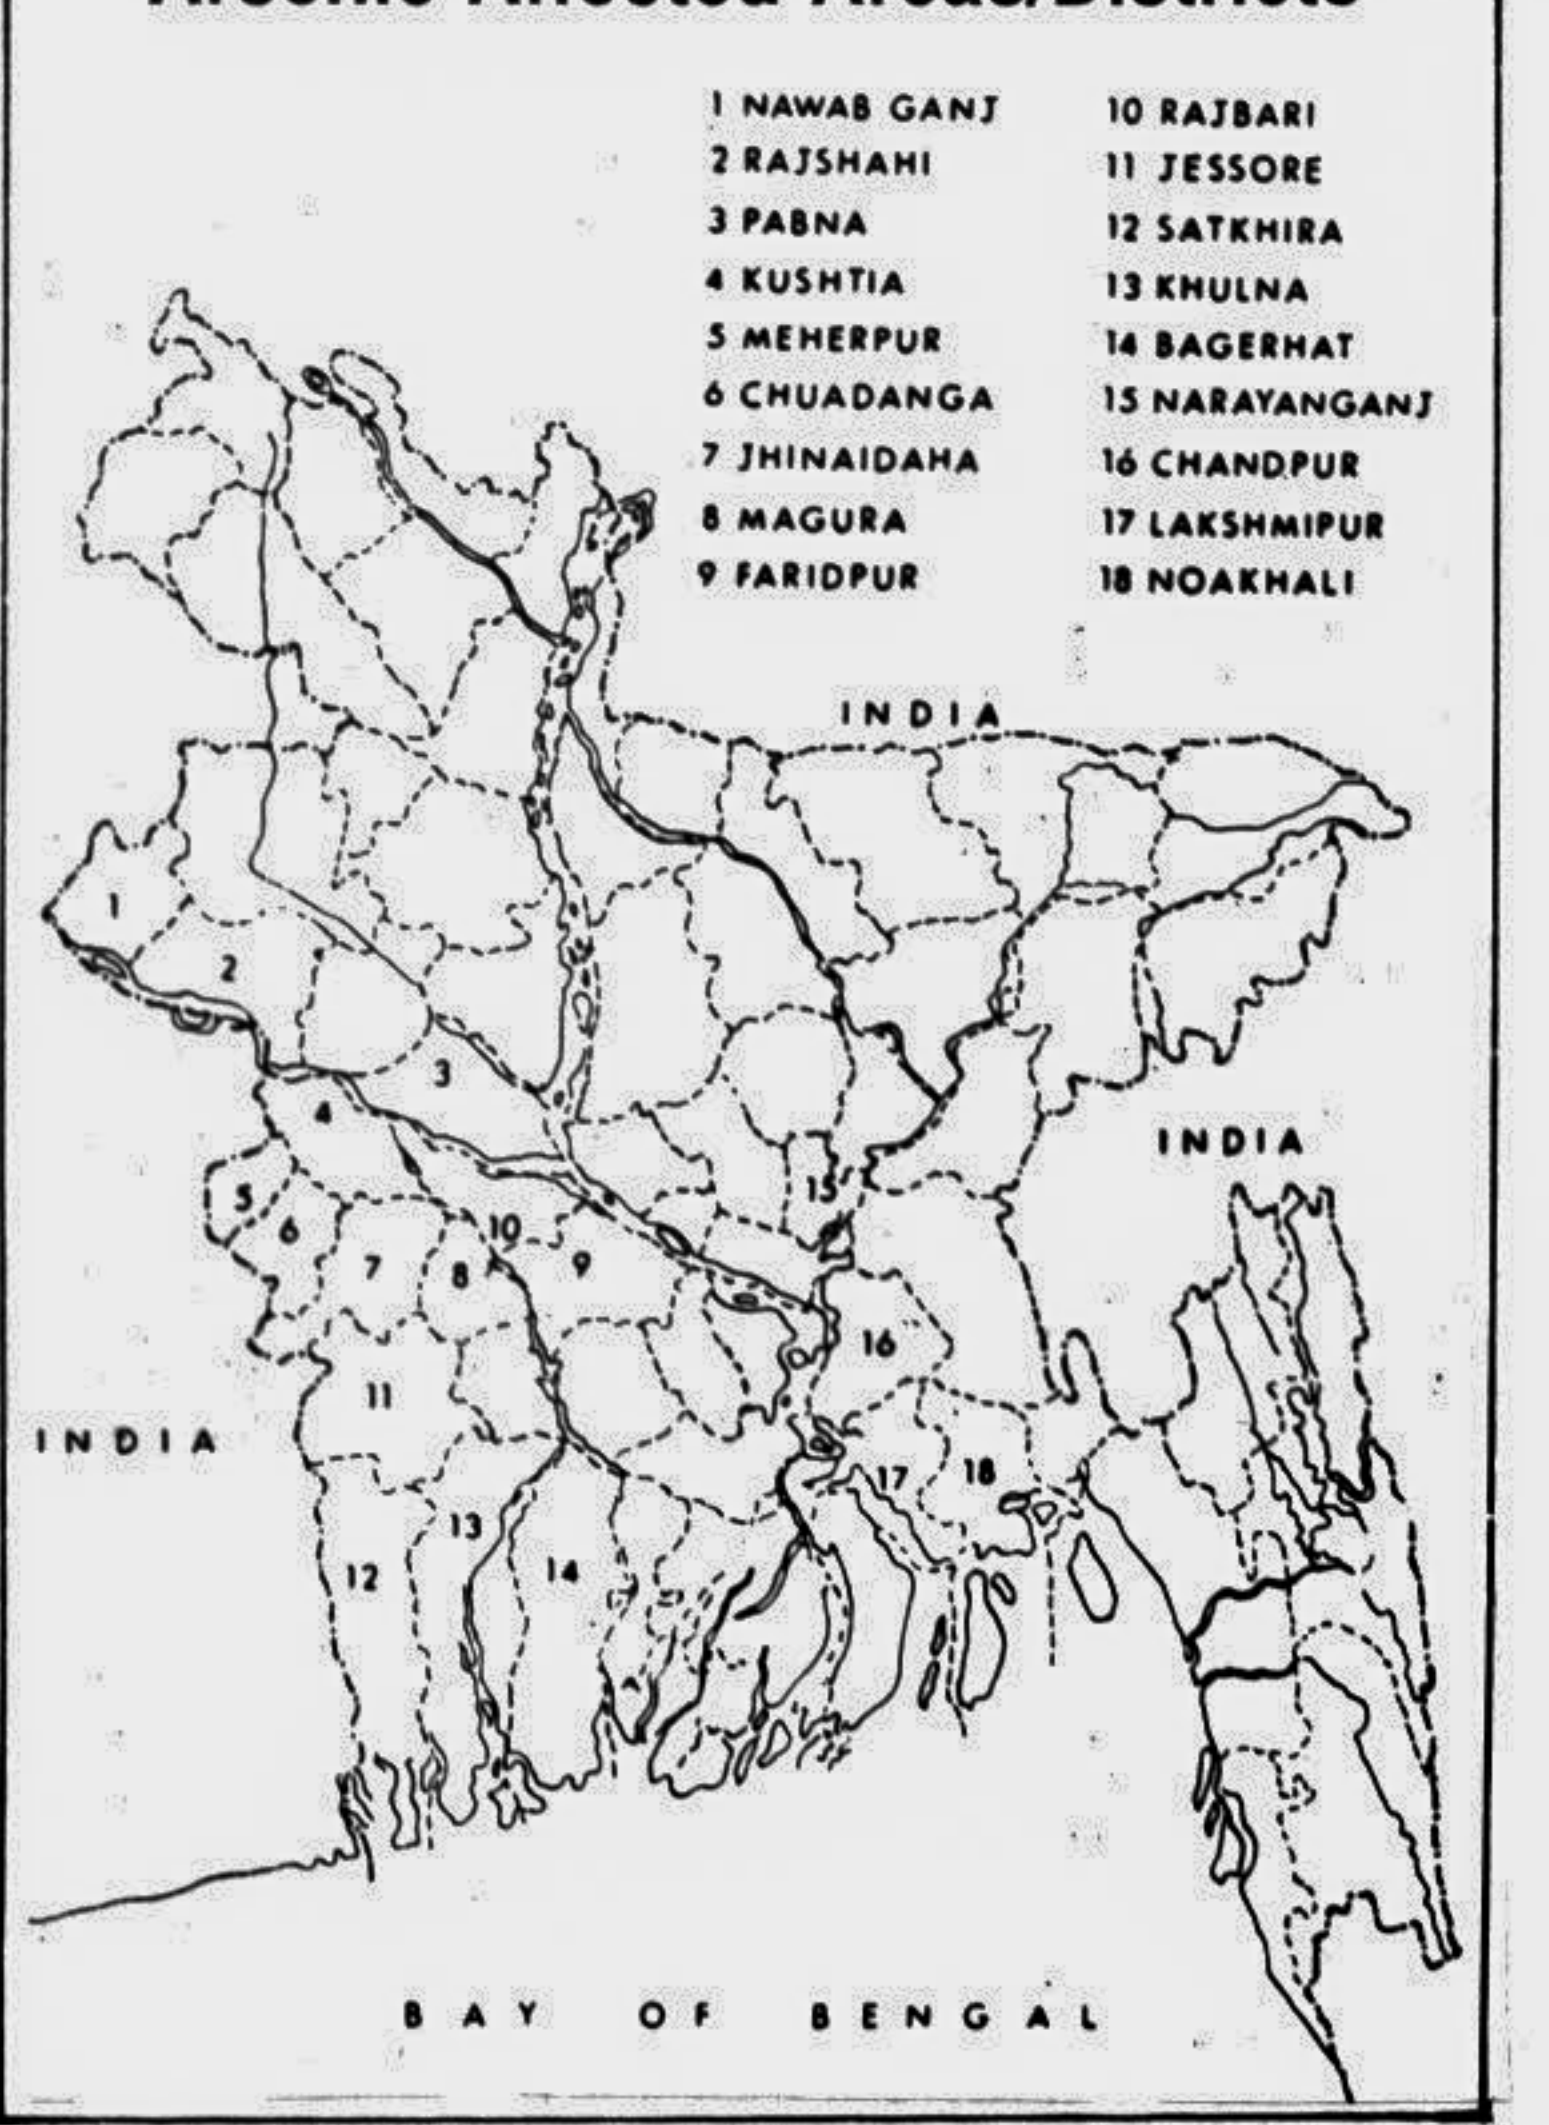 1 NAWAB GANJ
2 RAJSHAHI
3 PABNA
4 KUSHTIA
5 MEHERPUR
6 CHUADANGA
7 JHINAIDAHA
8 MAGURA
9 FARIDPUR
10 RAJBARI
11 JESSORE
12 SATKHIRA
13 KHULNA
14 BAGERHAT
15 NARAYANGANJ
16 CHANDPUR
17 LAKSHMIPUR
18 NOAKHALI
INDIA
1
2
3
4
INDIA
15
5
6
10
7
8
9
16
11
INDIA
17
18
13
12
14
BAY OF BENGAL